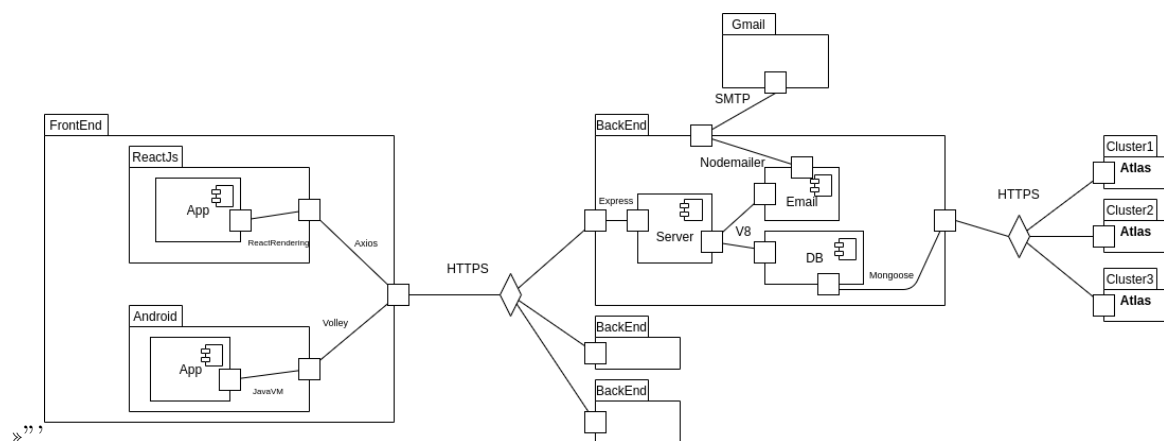 Gmail
SMTP
FrontEnd
BackEnd
ReactJs
Nodemailer
Cluster1
Atlas
App
Express
Email
HTTPS
Cluster2
Atlas
Server
V8
ReactRendering
Axios
DB
HTTPS
Mongoose
Cluster3
Atlas
Android
Volley
BackEnd
App
JavaVM
BackEnd
»”’